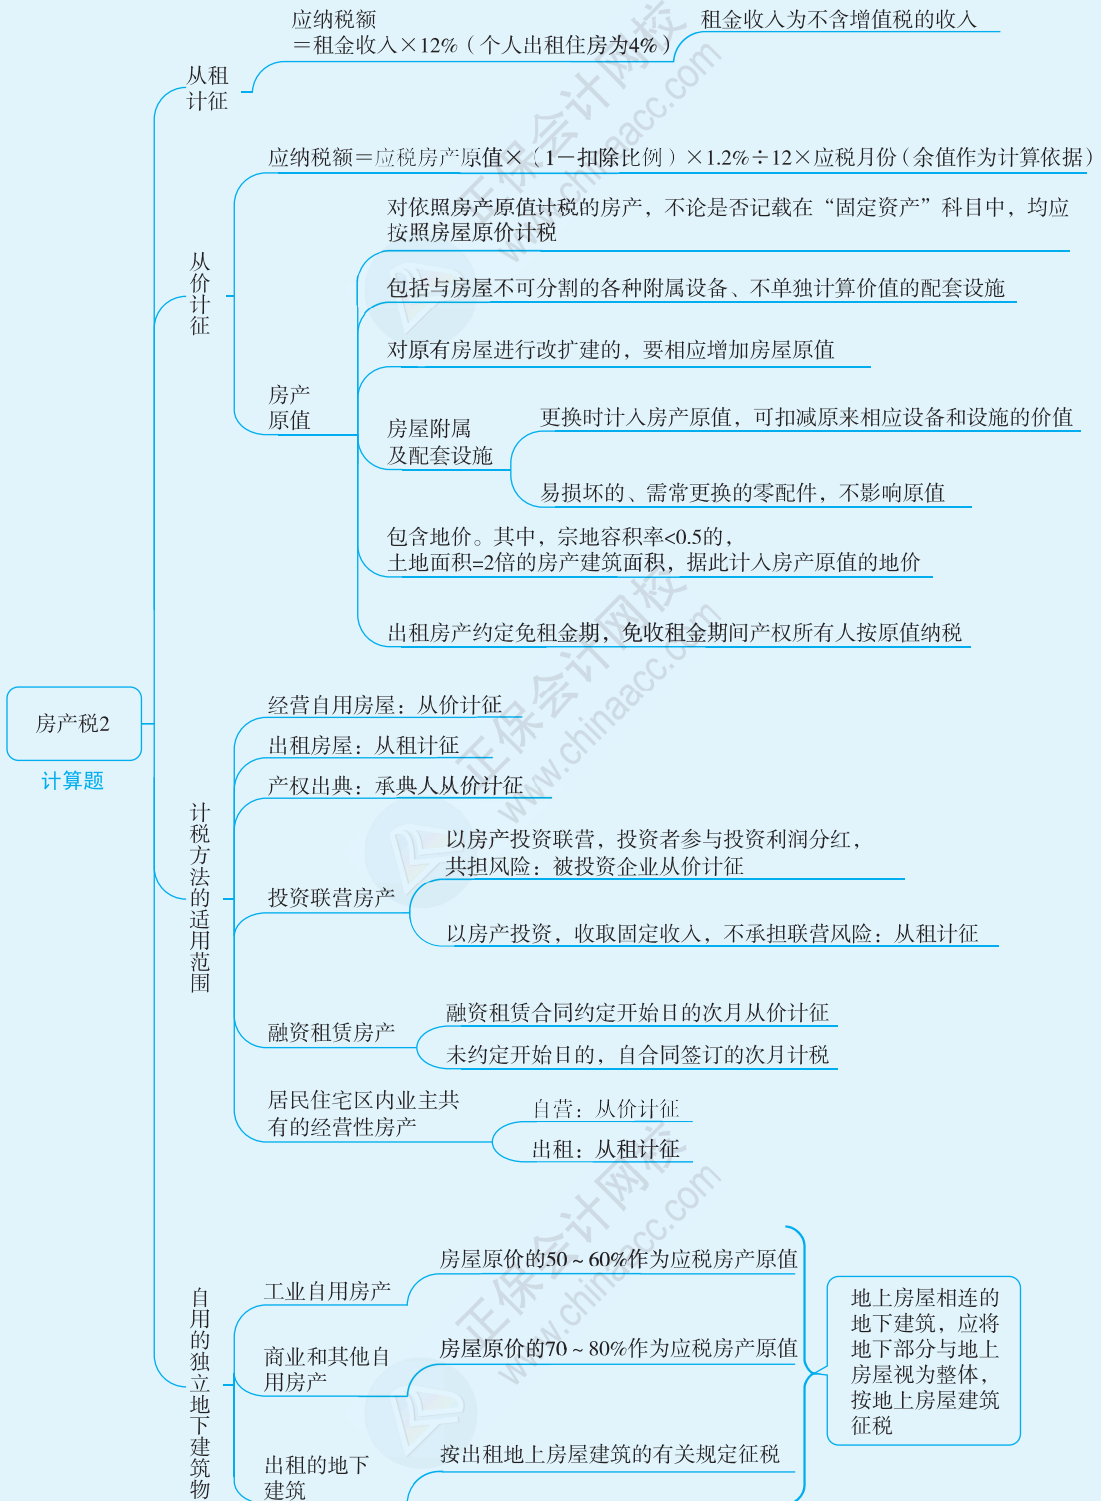 应纳税额
＝租金收入×12%（个人出租住房为4%）
租金收入为不含增值税的收入
从租
计征
应纳税额＝应税房产原值×（1－扣除比例）×1.2%÷12×应税月份（余值作为计算依据）
从价计征
对依照房产原值计税的房产，不论是否记载在“固定资产”科目中，均应
按照房屋原价计税
包括与房屋不可分割的各种附属设备、不单独计算价值的配套设施
对原有房屋进行改扩建的，要相应增加房屋原值
房产
原值
房屋附属
及配套设施
更换时计入房产原值，可扣减原来相应设备和设施的价值
易损坏的、需常更换的零配件，不影响原值
包含地价。其中，宗地容积率<0.5的，
土地面积=2倍的房产建筑面积，据此计入房产原值的地价
出租房产约定免租金期，免收租金期间产权所有人按原值纳税
房产税2
计算题
计税方法的适用范围
经营自用房屋：从价计征
出租房屋：从租计征
产权出典：承典人从价计征
投资联营房产
以房产投资联营，投资者参与投资利润分红，
共担风险：被投资企业从价计征
以房产投资，收取固定收入，不承担联营风险：从租计征
融资租赁房产
融资租赁合同约定开始日的次月从价计征
未约定开始日的，自合同签订的次月计税
居民住宅区内业主共
有的经营性房产
自营：从价计征
出租：从租计征
自用的独立地下建筑物
工业自用房产
房屋原价的50～60%作为应税房产原值
商业和其他自
用房产
房屋原价的70～80%作为应税房产原值
出租的地下
建筑
按出租地上房屋建筑的有关规定征税
地上房屋相连的
地下建筑，应将
地下部分与地上
房屋视为整体，
按地上房屋建筑
征税
正保会计网校
www.chinaacc.com
正保会计网校
www.chinaacc.com
正保会计网校
www.chinaacc.com